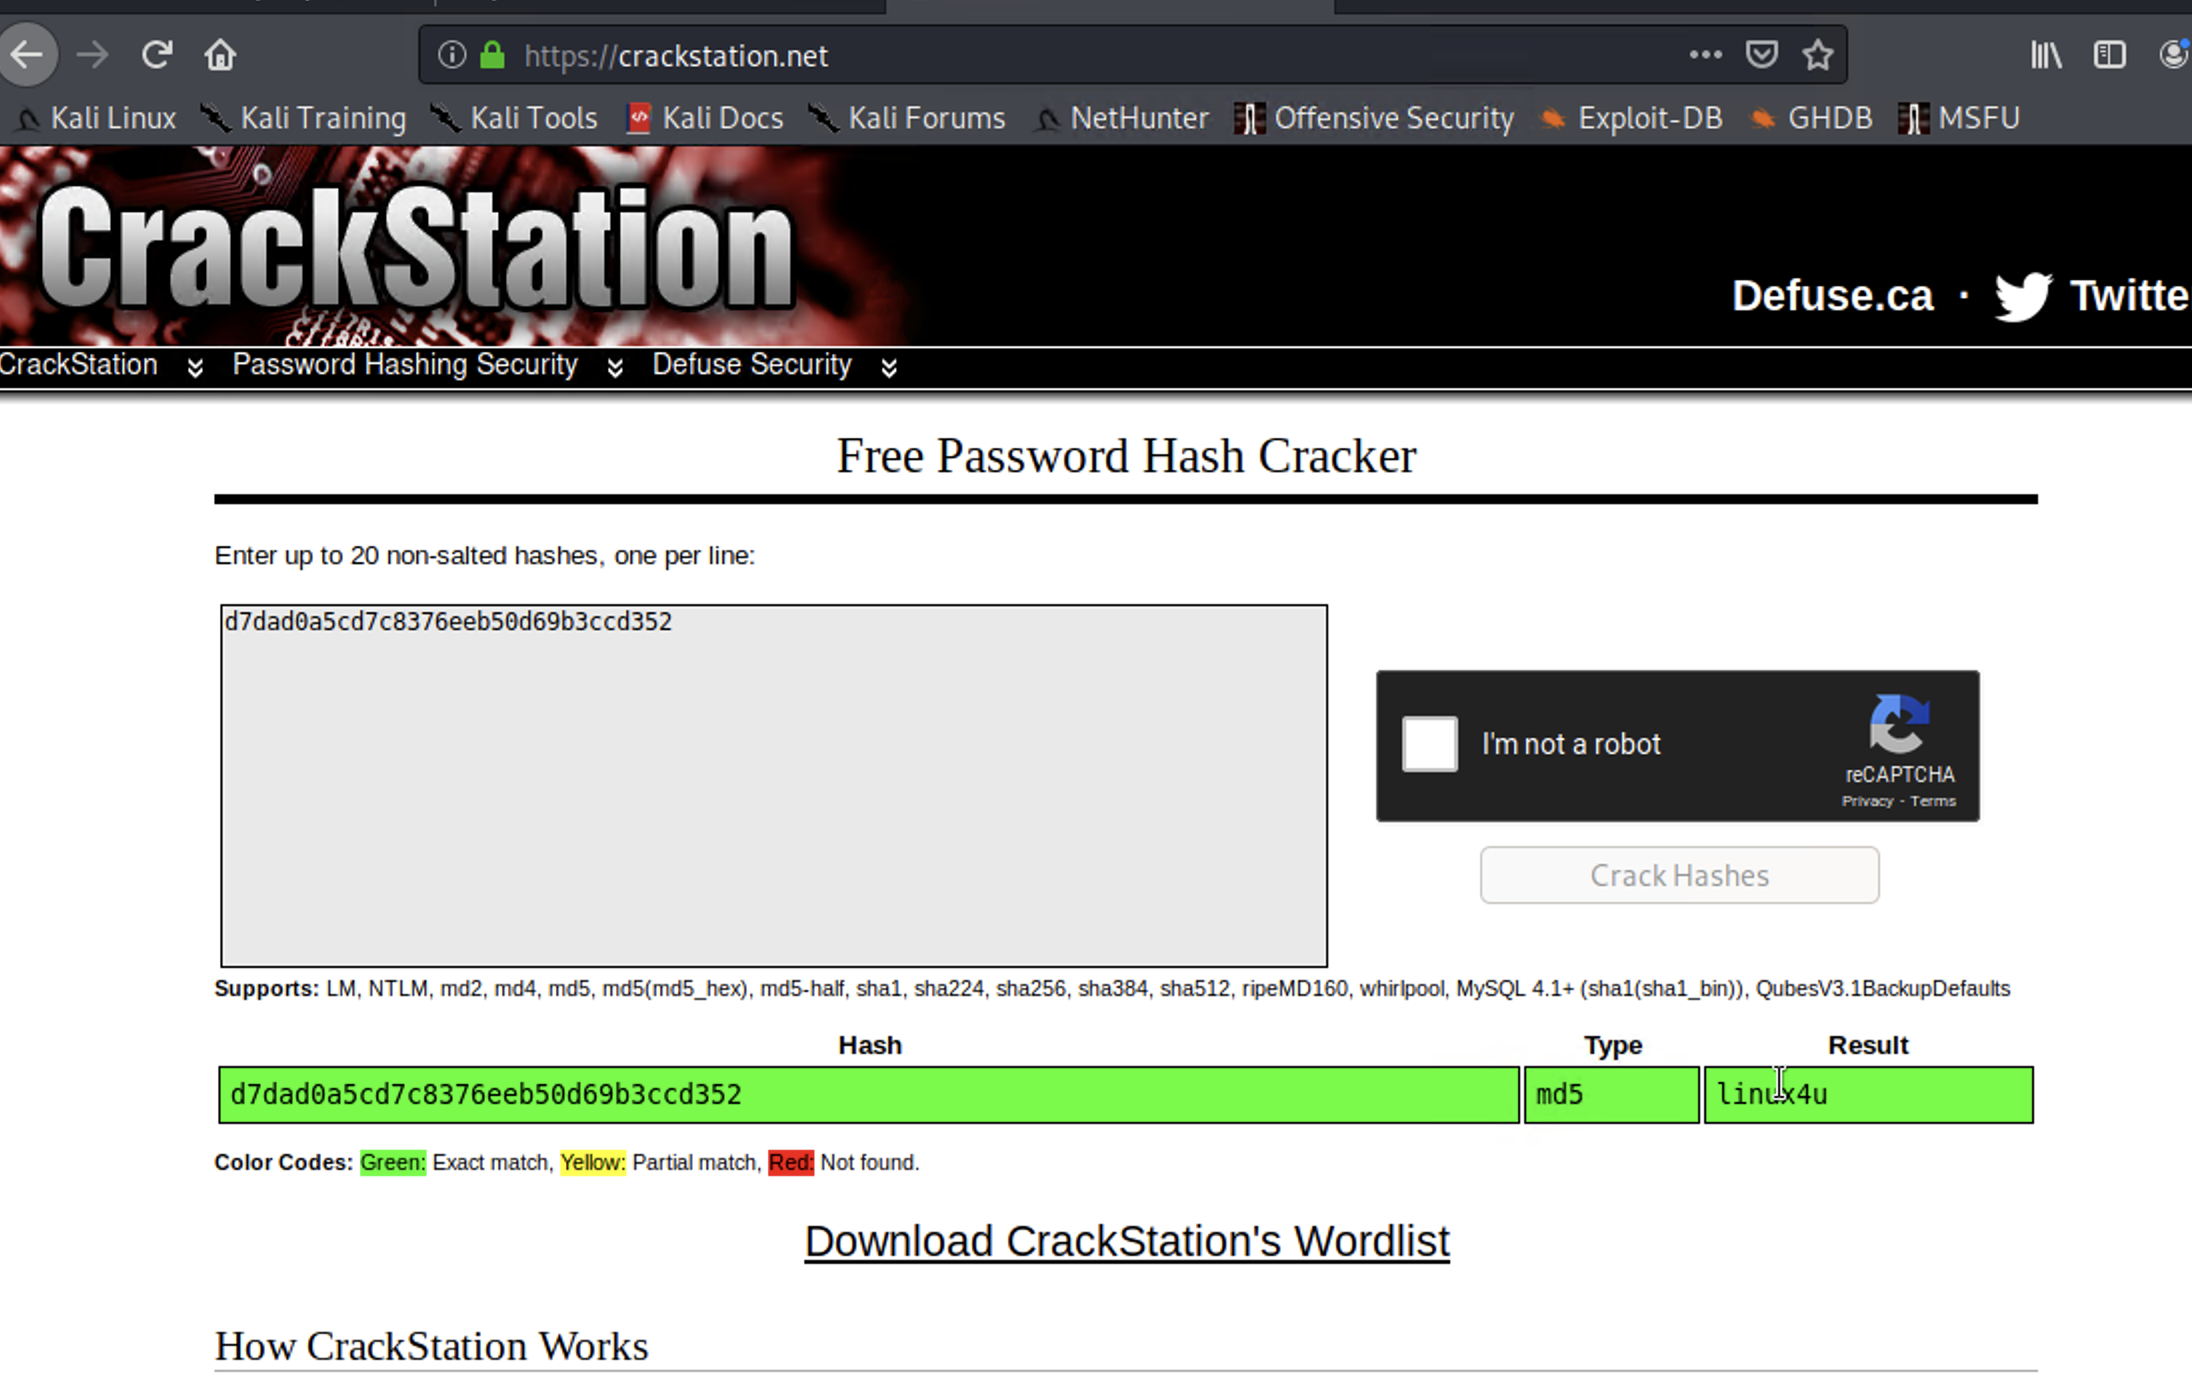 https://crackstation.net
Kali Linux Kali Training Kali Tools Kali Docs Kali Forums NetHunter Offensive Security Exploit-DB GHDB MSFU
CrackStation
Defuse.ca · Twitte
CrackStation Password Hashing Security Defuse Security
Free Password Hash Cracker
Enter up to 20 non-salted hashes, one per line:
d7dad0a5cd7c8376eeb50d69b3ccd352
I'm not a robot
reCAPTCHA
Privacy - Terms
Crack Hashes
Supports: LM, NTLM, md2, md4, md5, md5(md5_hex), md5-half, sha1, sha224, sha256, sha384, sha512, ripeMD160, whirlpool, MySQL 4.1+ (sha1(sha1_bin)), QubesV3.1BackupDefaults
Hash Type Result
d7dad0a5cd7c8376eeb50d69b3ccd352 md5 linux4u
Color Codes: Green: Exact match, Yellow: Partial match, Red: Not found.
Download CrackStation's Wordlist
How CrackStation Works